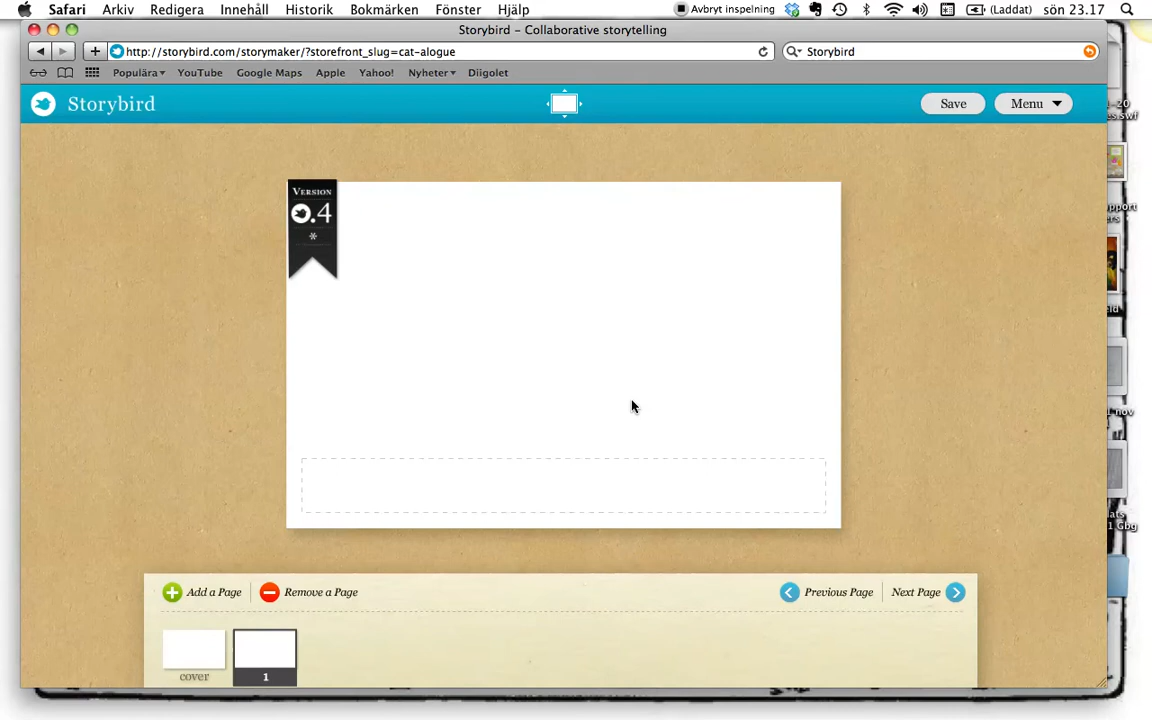 Safari Arkiv Redigera Innehåll Historik Bokmärken Fönster Hjälp Avbryt inspelning (Laddat) sön 23.17
Storybird – Collaborative storytelling
http://storybird.com/storymaker/?storefront_slug=cat-alogue Storybird
Populära YouTube Google Maps Apple Yahoo! Nyheter Diigolet
Storybird Save Menu
VERSION
.4
*
Add a Page Remove a Page Previous Page Next Page
cover 1